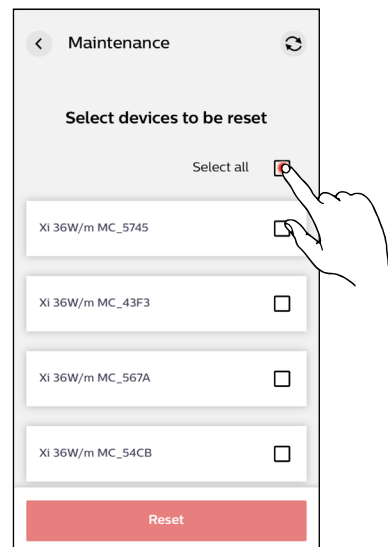 Maintenance
Select devices to be reset
Select all
Xi 36W/m MC_5745
Xi 36W/m MC_43F3
Xi 36W/m MC_567A
Xi 36W/m MC_54CB
Reset